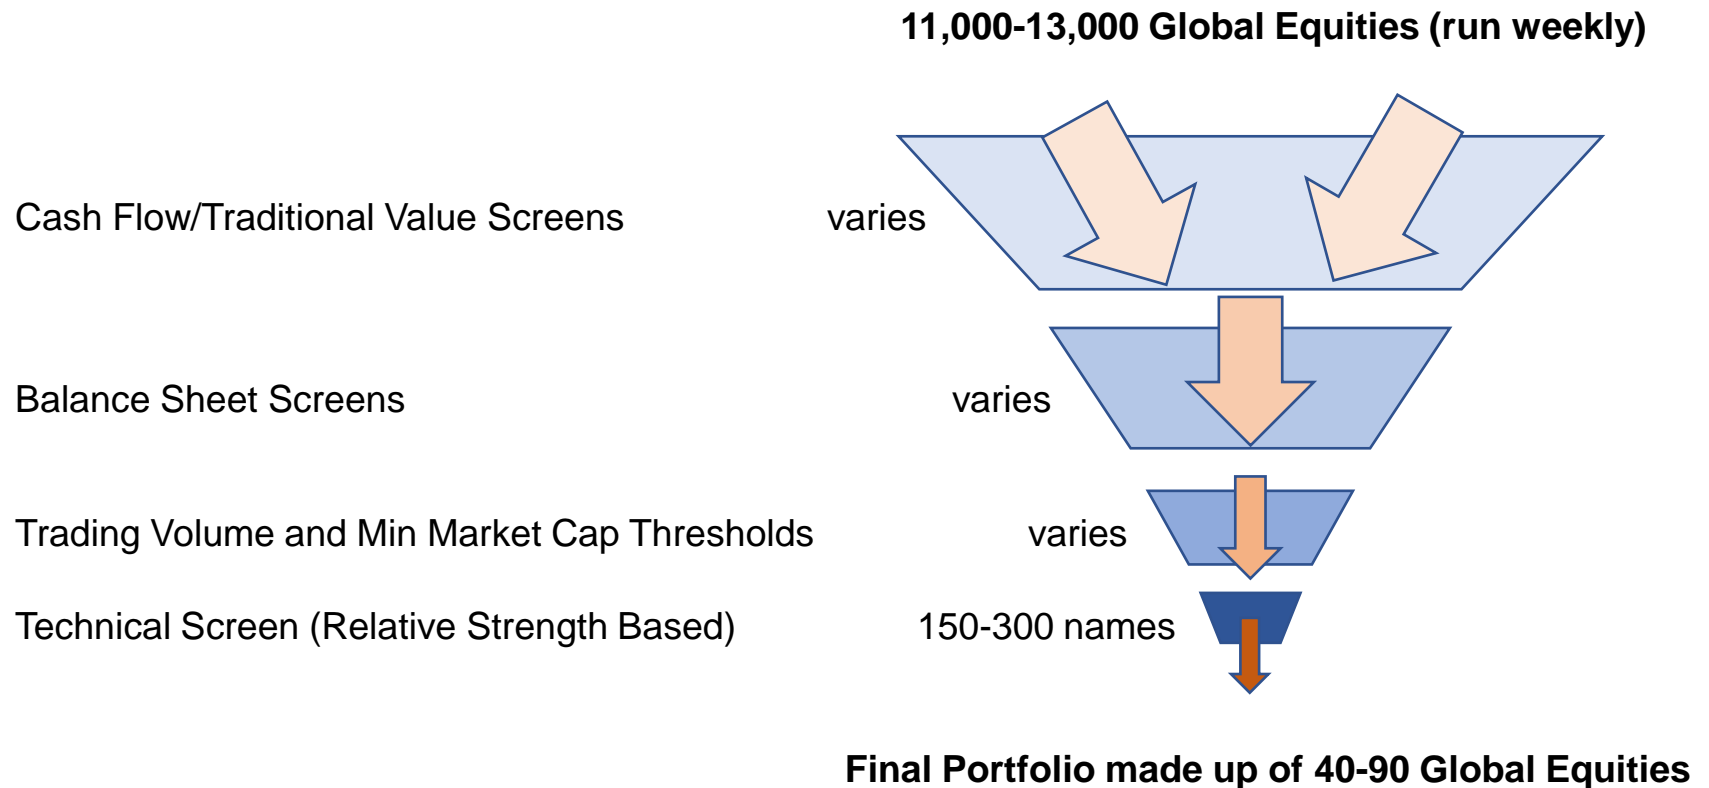 11,000-13,000 Global Equities (run weekly)
Cash Flow/Traditional Value Screens varies
Balance Sheet Screens varies
Trading Volume and Min Market Cap Thresholds varies
Technical Screen (Relative Strength Based) 150-300 names
Final Portfolio made up of 40-90 Global Equities